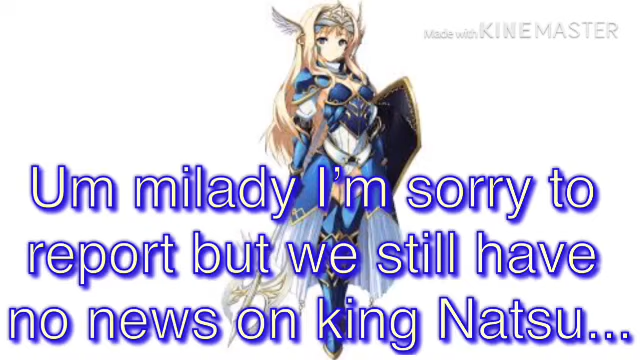 Made with KINEMASTER
Um milady I'm sorry to
report but we still have
no news on king Natsu...